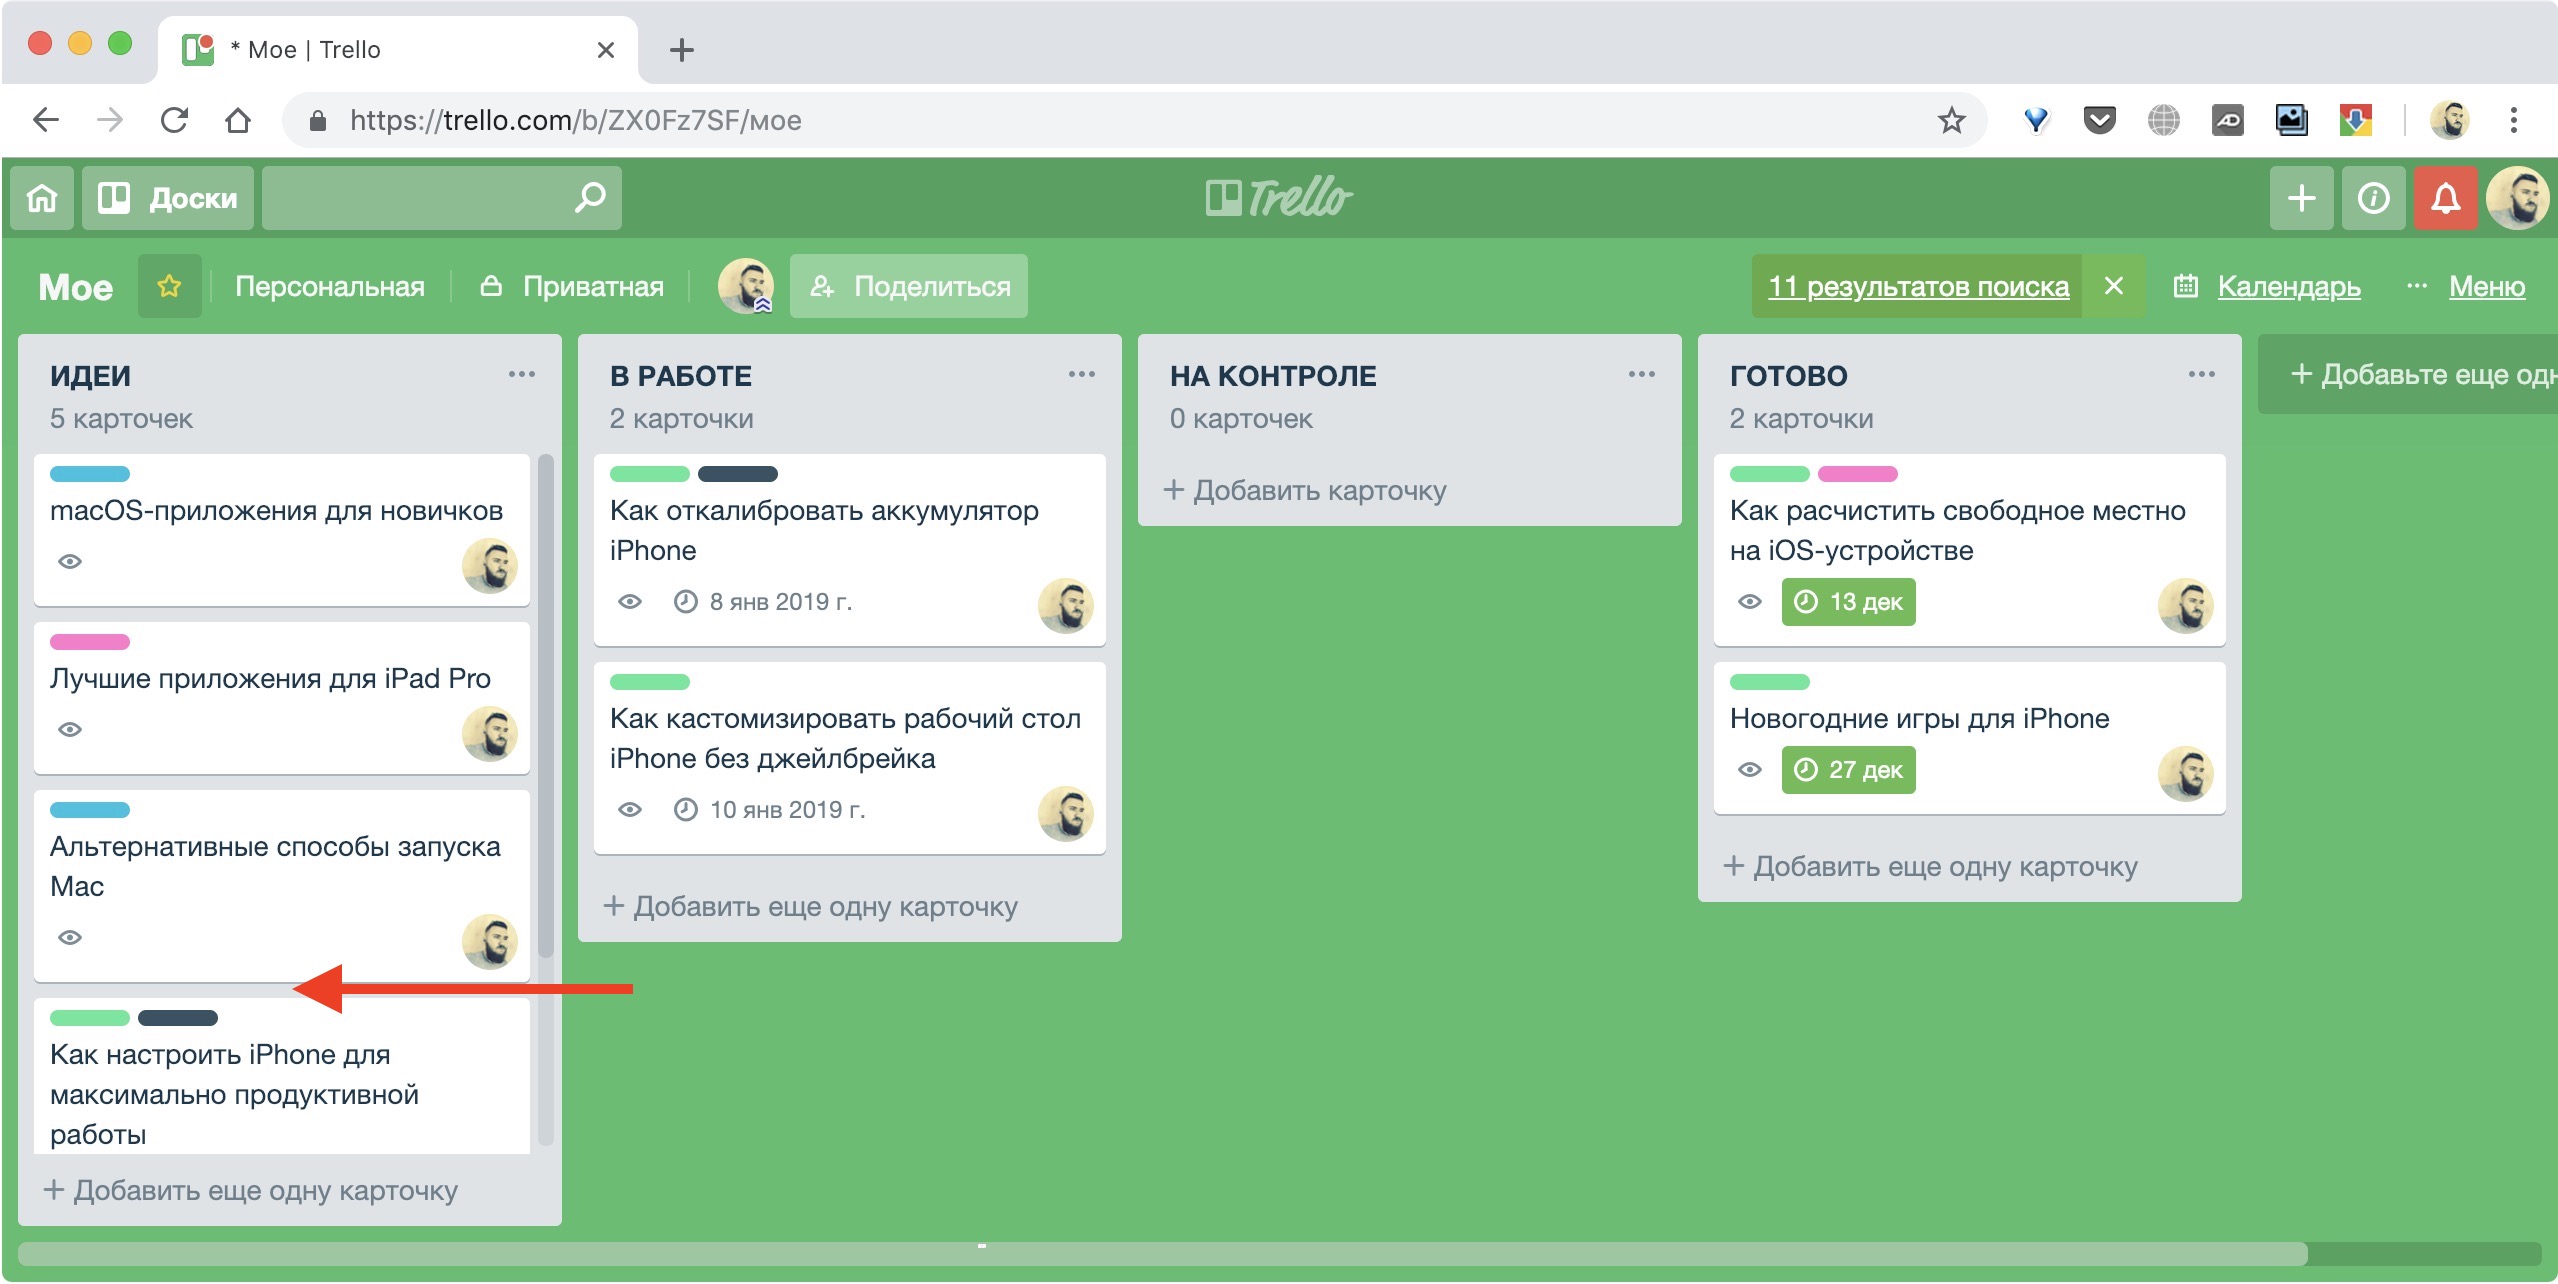 * Мое | Trello
https://trello.com/b/ZX0Fz7SF/мое
Доски
Trello
Мое
Персональная
Приватная
Поделиться
11 результатов поиска
Календарь
Меню
ИДЕИ
5 карточек
macOS-приложения для новичков
Лучшие приложения для iPad Pro
Альтернативные способы запуска
Mac
Как настроить iPhone для
максимально продуктивной
работы
+ Добавить еще одну карточку
В РАБОТЕ
2 карточки
Как откалибровать аккумулятор
iPhone
8 янв 2019 г.
Как кастомизировать рабочий стол
iPhone без джейлбрейка
10 янв 2019 г.
+ Добавить еще одну карточку
НА КОНТРОЛЕ
0 карточек
+ Добавить карточку
ГОТОВО
2 карточки
Как расчистить свободное местно
на iOS-устройстве
13 дек
Новогодние игры для iPhone
27 дек
+ Добавить еще одну карточку
+ Добавьте еще одн